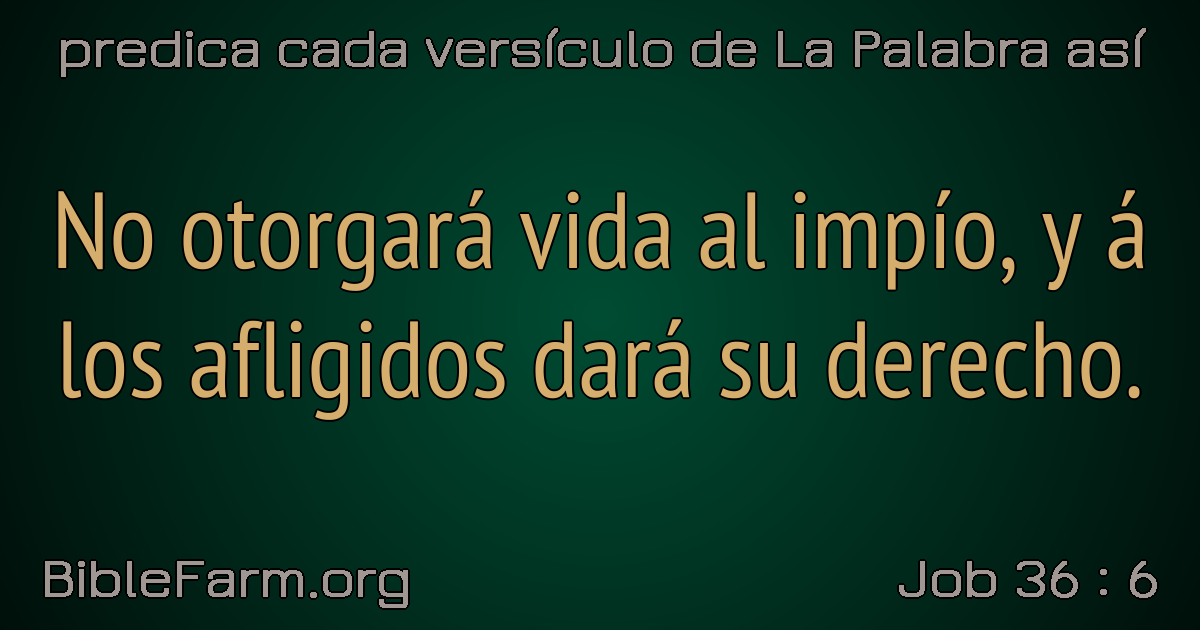 predica cada versículo de La Palabra así
No otorgará vida al impío, y á
los afligidos dará su derecho.
BibleFarm.org
Job 36 : 6